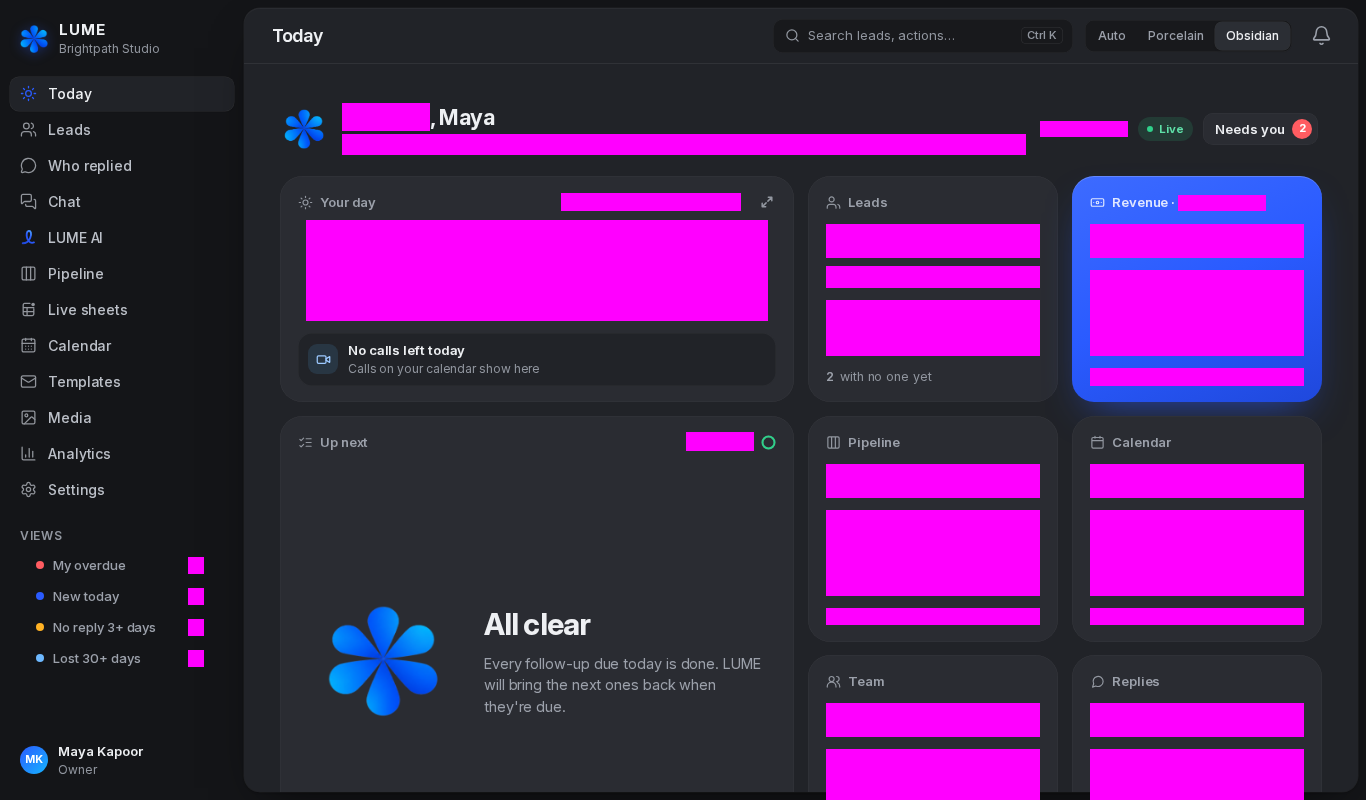 LUME
Brightpath Studio
Today
Leads
Who replied
Chat
LUME AI
Pipeline
Live sheets
Calendar
Templates
Media
Analytics
Settings
VIEWS
My overdue
New today
No reply 3+ days
Lost 30+ days
MK
Maya Kapoor
Owner
Today
Search leads, actions…
Ctrl K
Auto
Porcelain
Obsidian
, Maya
Live
Needs you 2
Your day
No calls left today
Calls on your calendar show here
Leads
2 with no one yet
Revenue ·
Up next
All clear
Every follow-up due today is done. LUME
will bring the next ones back when
they're due.
Pipeline
Calendar
Team
Replies